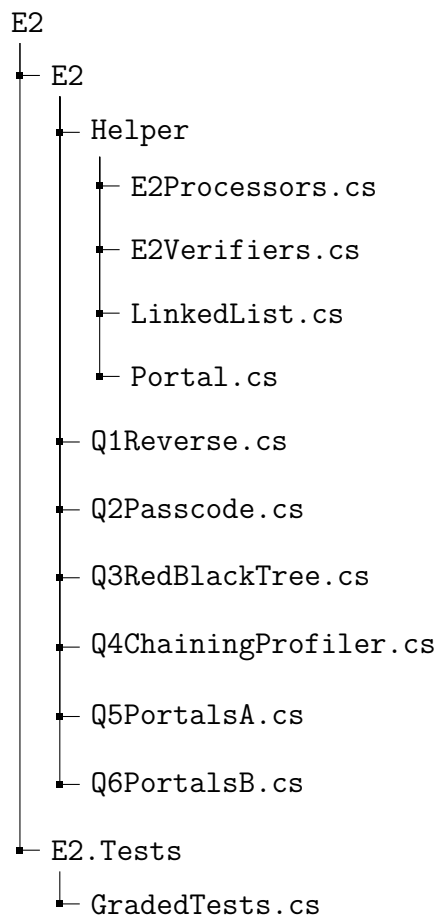 E2
E2
Helper
E2Processors.cs
E2Verifiers.cs
LinkedList.cs
Portal.cs
Q1Reverse.cs
Q2Passcode.cs
Q3RedBlackTree.cs
Q4ChainingProfiler.cs
Q5PortalsA.cs
Q6PortalsB.cs
E2.Tests
GradedTests.cs